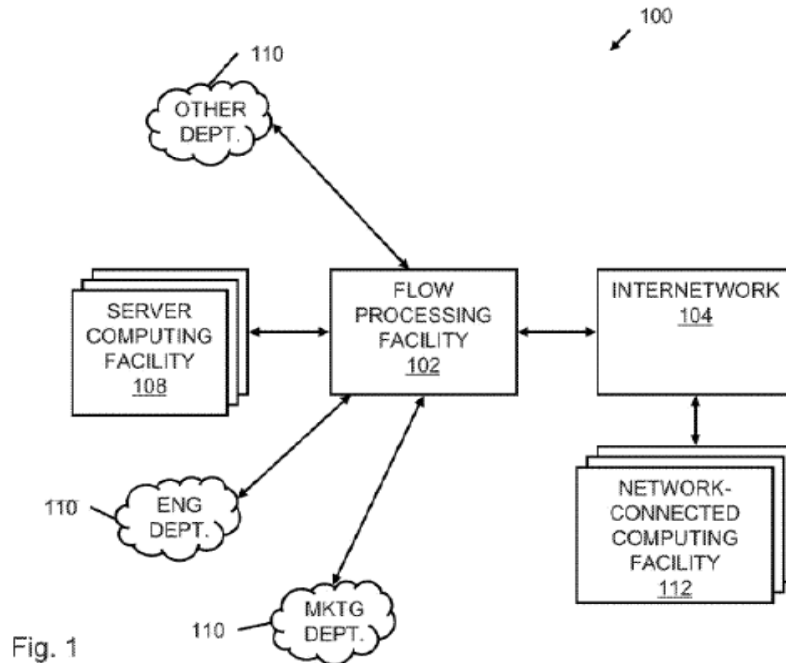 100
110
OTHER
DEPT.
SERVER
COMPUTING
FACILITY
108
FLOW
PROCESSING
FACILITY
102
INTERNETWORK
104
110
ENG
DEPT.
NETWORK-
CONNECTED
COMPUTING
FACILITY
112
110
MKTG
DEPT.
Fig. 1